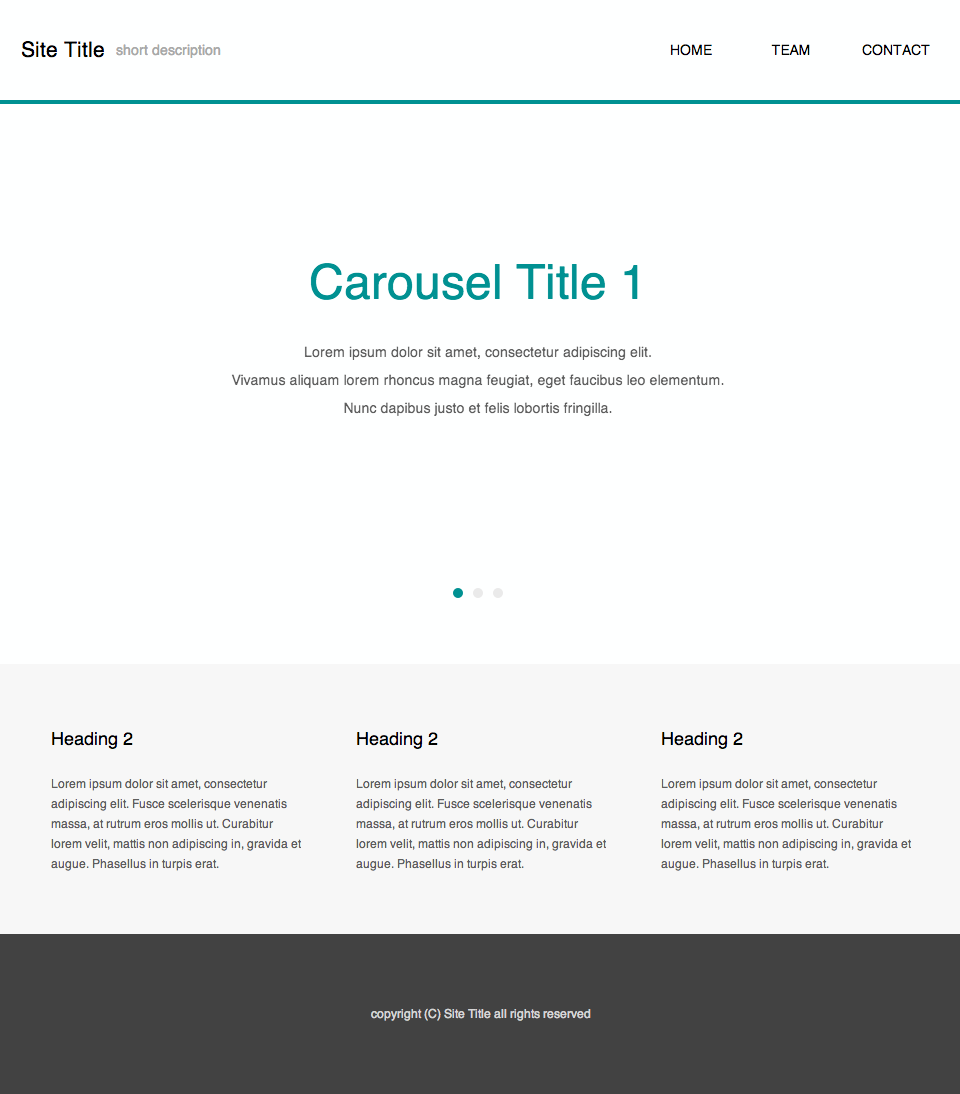 Site Title short description HOME TEAM CONTACT
Carousel Title 1
Lorem ipsum dolor sit amet, consectetur adipiscing elit.
Vivamus aliquam lorem rhoncus magna feugiat, eget faucibus leo elementum.
Nunc dapibus justo et felis lobortis fringilla.
Heading 2
Lorem ipsum dolor sit amet, consectetur
adipiscing elit. Fusce scelerisque venenatis
massa, at rutrum eros mollis ut. Curabitur
lorem velit, mattis non adipiscing in, gravida et
augue. Phasellus in turpis erat.
Heading 2
Lorem ipsum dolor sit amet, consectetur
adipiscing elit. Fusce scelerisque venenatis
massa, at rutrum eros mollis ut. Curabitur
lorem velit, mattis non adipiscing in, gravida et
augue. Phasellus in turpis erat.
Heading 2
Lorem ipsum dolor sit amet, consectetur
adipiscing elit. Fusce scelerisque venenatis
massa, at rutrum eros mollis ut. Curabitur
lorem velit, mattis non adipiscing in, gravida et
augue. Phasellus in turpis erat.
copyright (C) Site Title all rights reserved